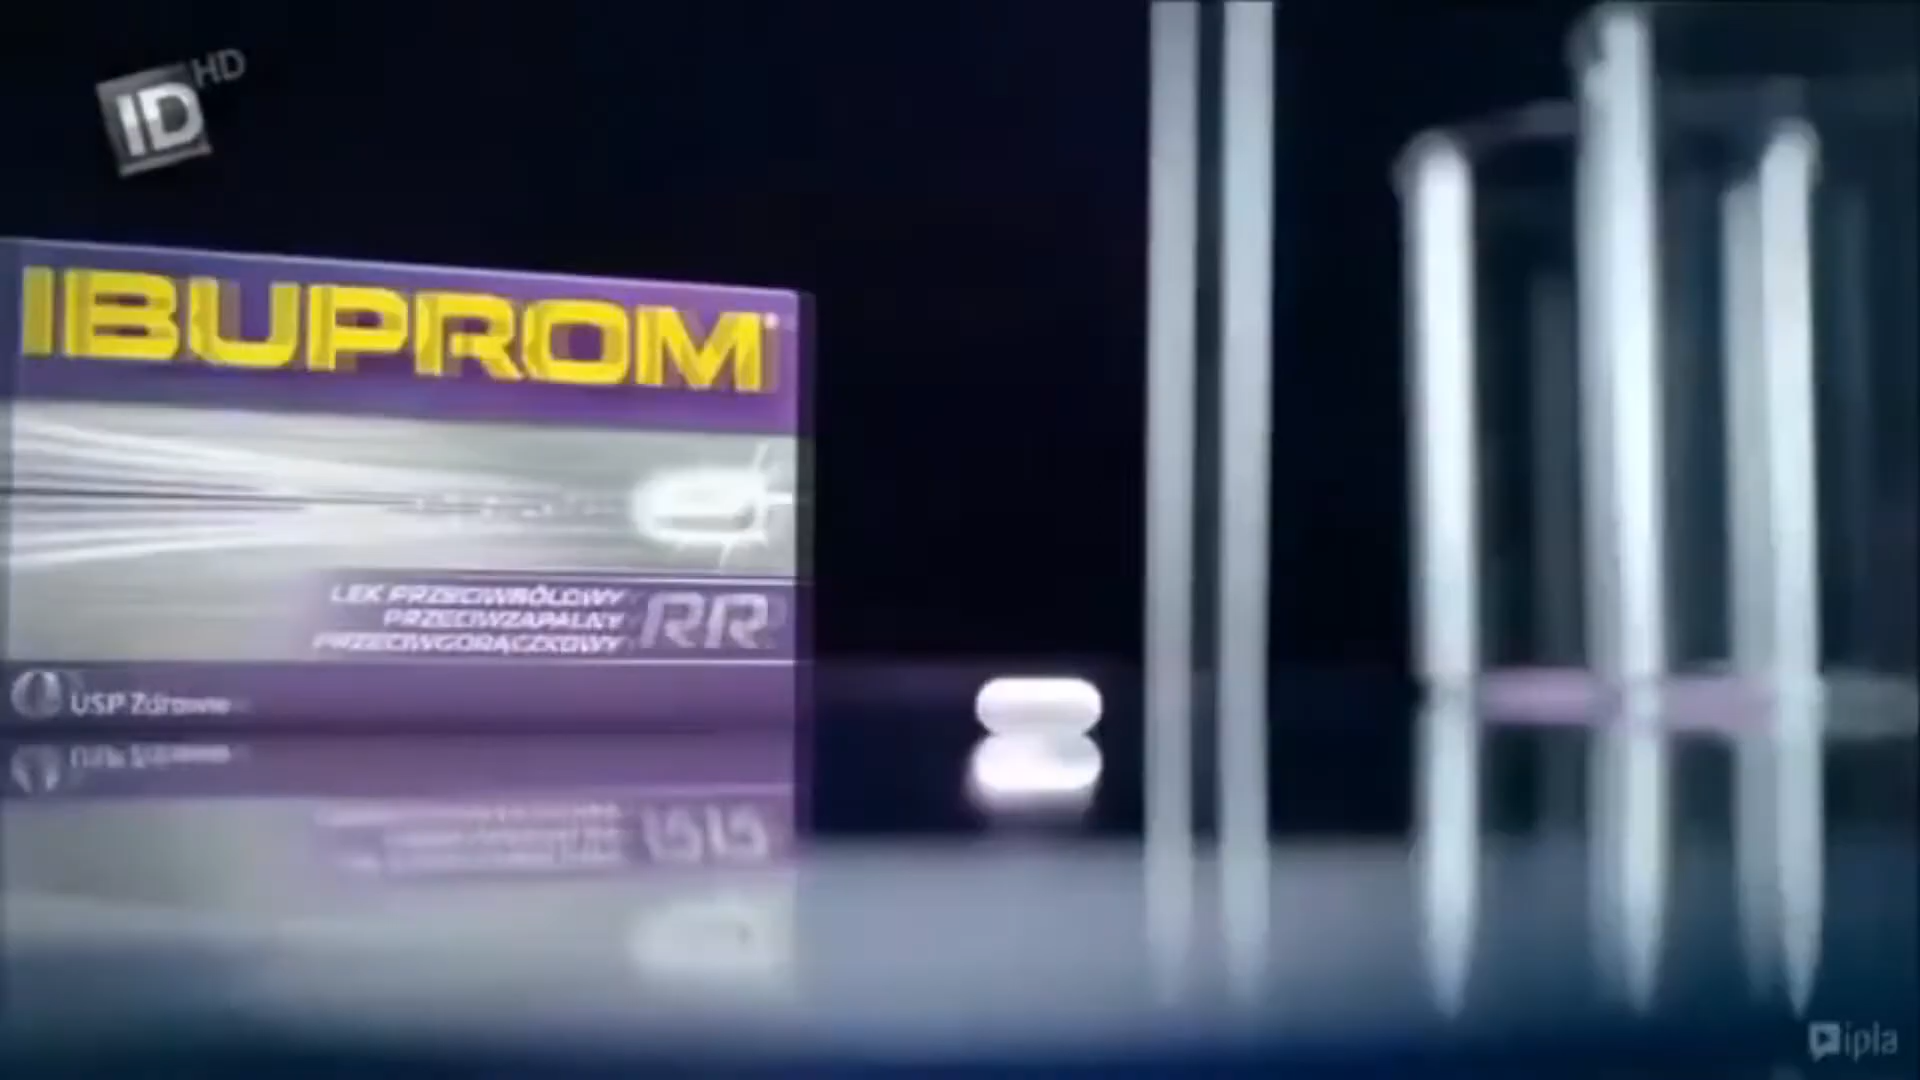 ID HD
IBUPROM
LEK PRZECIWBÓLOWY
PRZECIWZAPALNY
PRZECIWGORĄCZKOWY
RR
USP Zdrowie
ipla